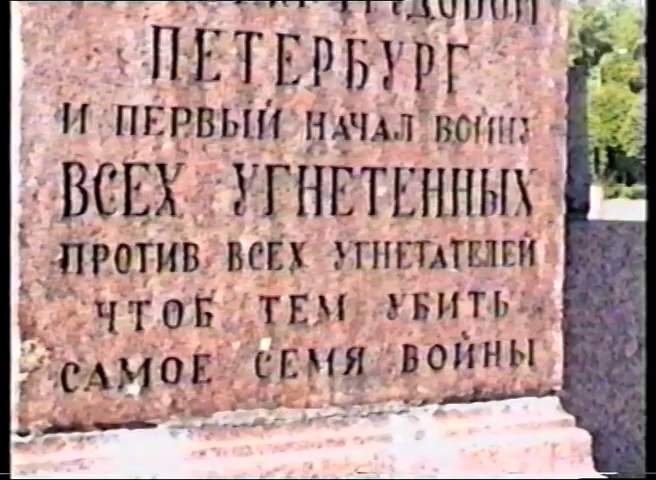 ПЕТЕРБУРГ
И ПЕРВЫЙ НАЧАЛ ВОЙНУ
ВСЕХ УГНЕТЕННЫХ
ПРОТИВ ВСЕХ УГНЕТАТЕЛЕЙ
ЧТОБ ТЕМ УБИТЬ
САМОЕ СЕМЯ ВОЙНЫ